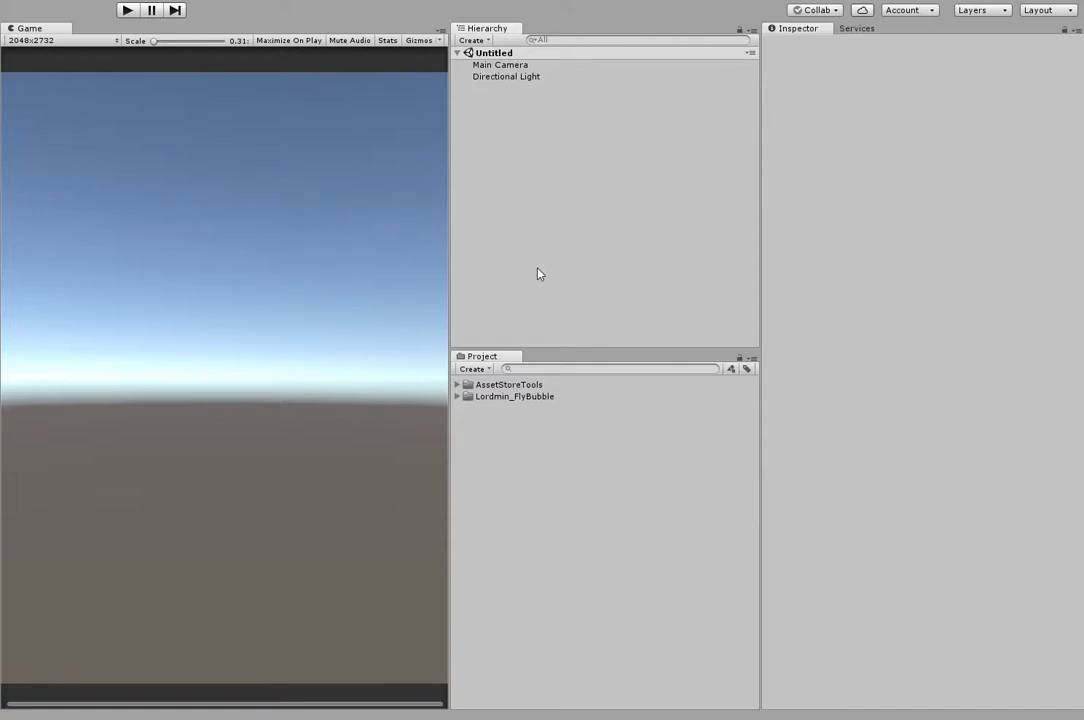 Collab
Account
Layers
Layout
Game
2048x2732
Scale
0.31:
Maximize On Play
Mute Audio
Stats
Gizmos
Hierarchy
Create
All
Untitled
Main Camera
Directional Light
Project
Create
AssetStoreTools
Lordmin_FlyBubble
Inspector
Services